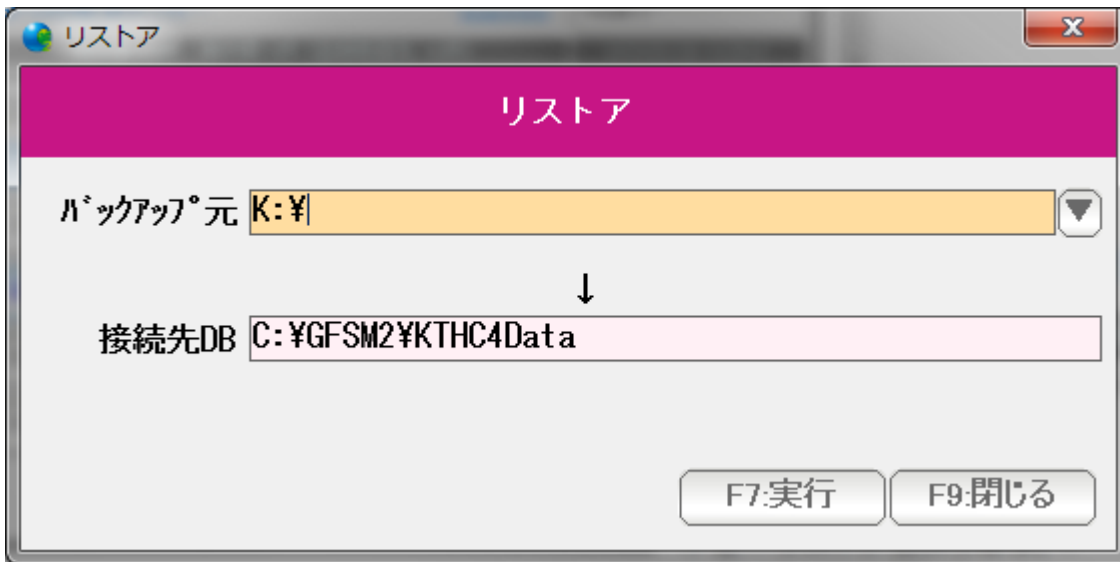 リストア
リストア
ﾊﾞｯｸｱｯﾌﾟ元 K:¥
↓
接続先DB C:¥GFSM2¥KTHC4Data
F7:実行 F9:閉じる